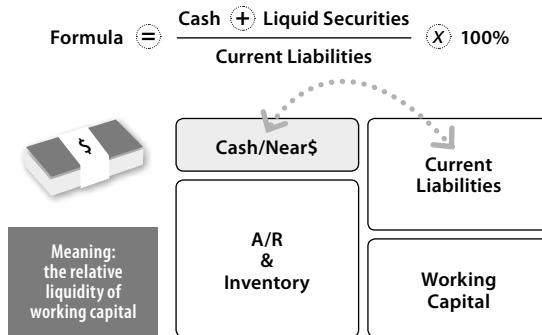 Cash + Liquid Securities
Formula = x 100%
Current Liabilities
$
Cash/Near$
Current
Liabilities
A/R
&
Inventory
Working
Capital
Meaning:
the relative
liquidity of
working capital